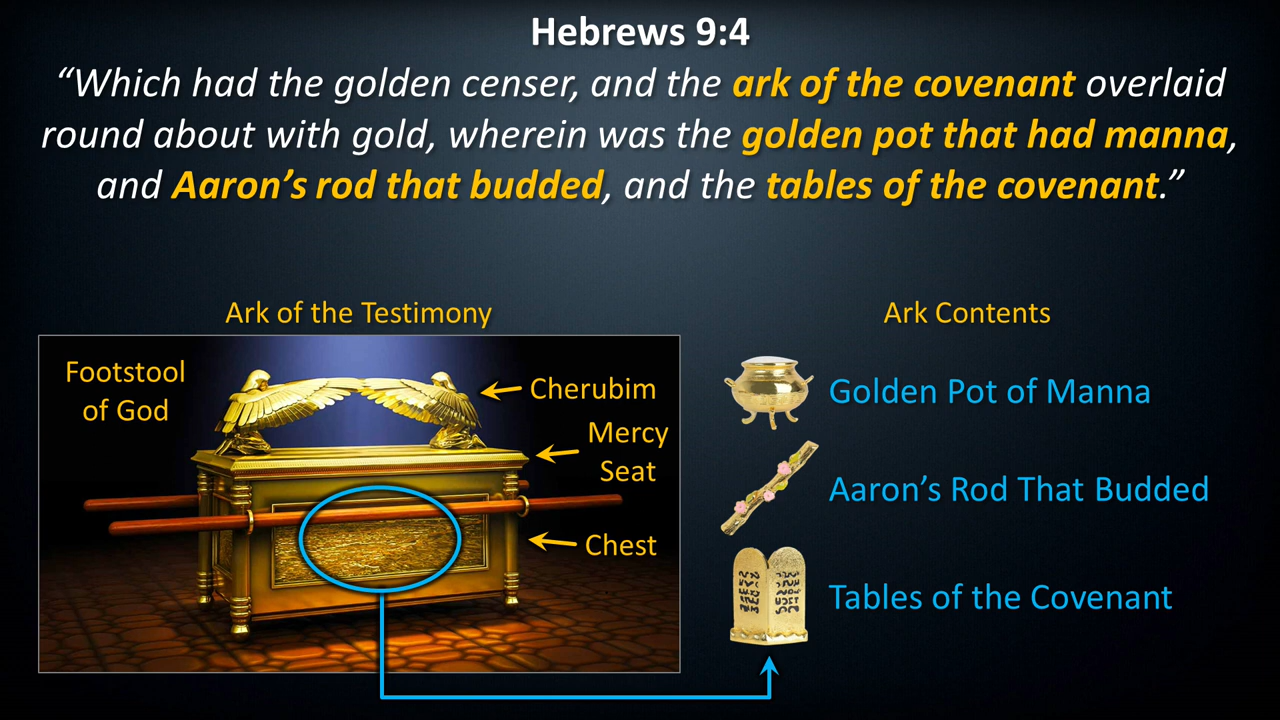 Hebrews 9:4
“Which had the golden censer, and the ark of the covenant overlaid
round about with gold, wherein was the golden pot that had manna,
and Aaron’s rod that budded, and the tables of the covenant.”
Ark of the Testimony
Footstool
of God
Cherubim
Mercy
Seat
Chest
Ark Contents
Golden Pot of Manna
Aaron’s Rod That Budded
Tables of the Covenant